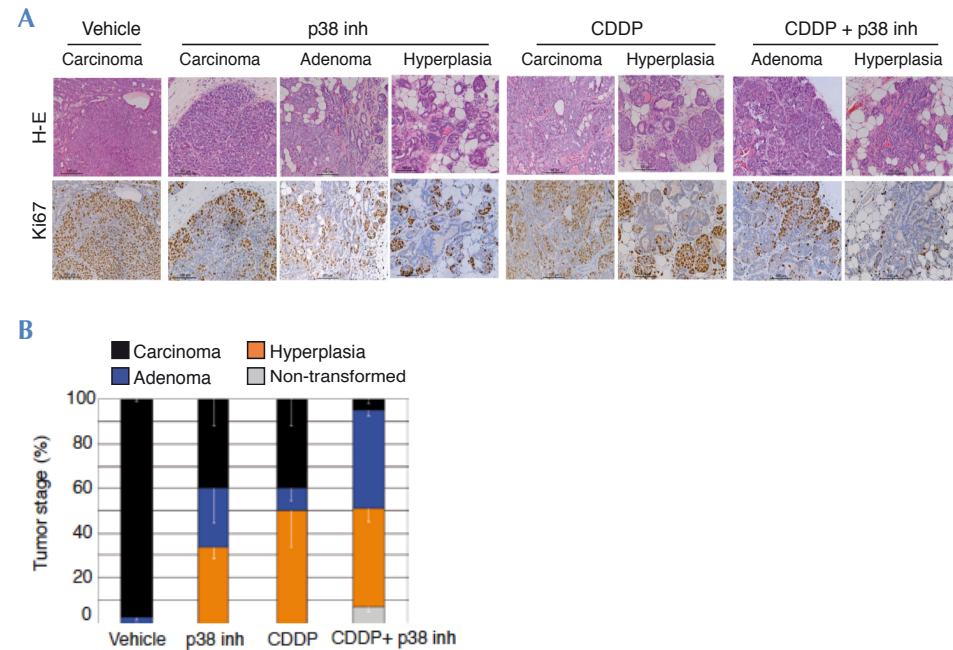 A
Vehicle p38 inh CDDP CDDP + p38 inh
Carcinoma Carcinoma Adenoma Hyperplasia Carcinoma Hyperplasia Adenoma Hyperplasia
H-E
Ki67
B
Carcinoma Hyperplasia
Adenoma Non-transformed
Tumor stage (%)
100
80
60
40
20
0
Vehicle p38 inh CDDP CDDP+ p38 inh